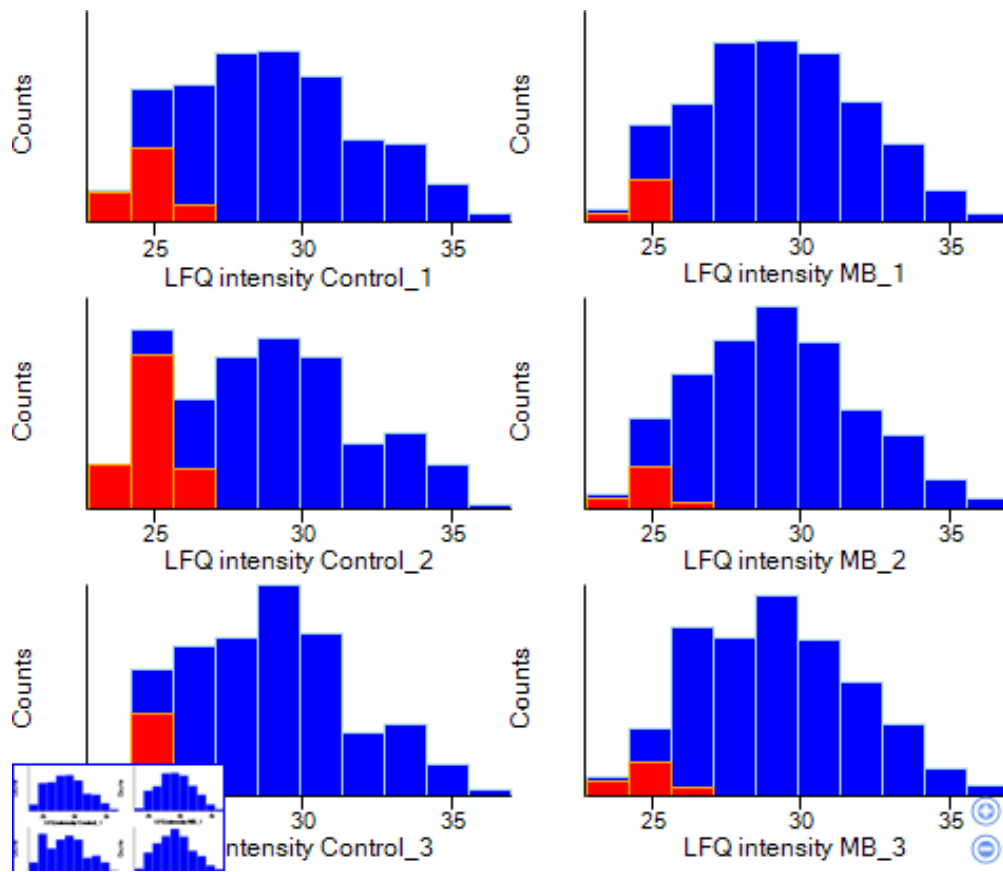 Counts
25 30 35
LFQ intensity Control_1
Counts
25 30 35
LFQ intensity MB_1
Counts
25 30 35
LFQ intensity Control_2
Counts
25 30 35
LFQ intensity MB_2
Counts
30 35
ntensity Control_3
Counts
25 30 35
LFQ intensity MB_3